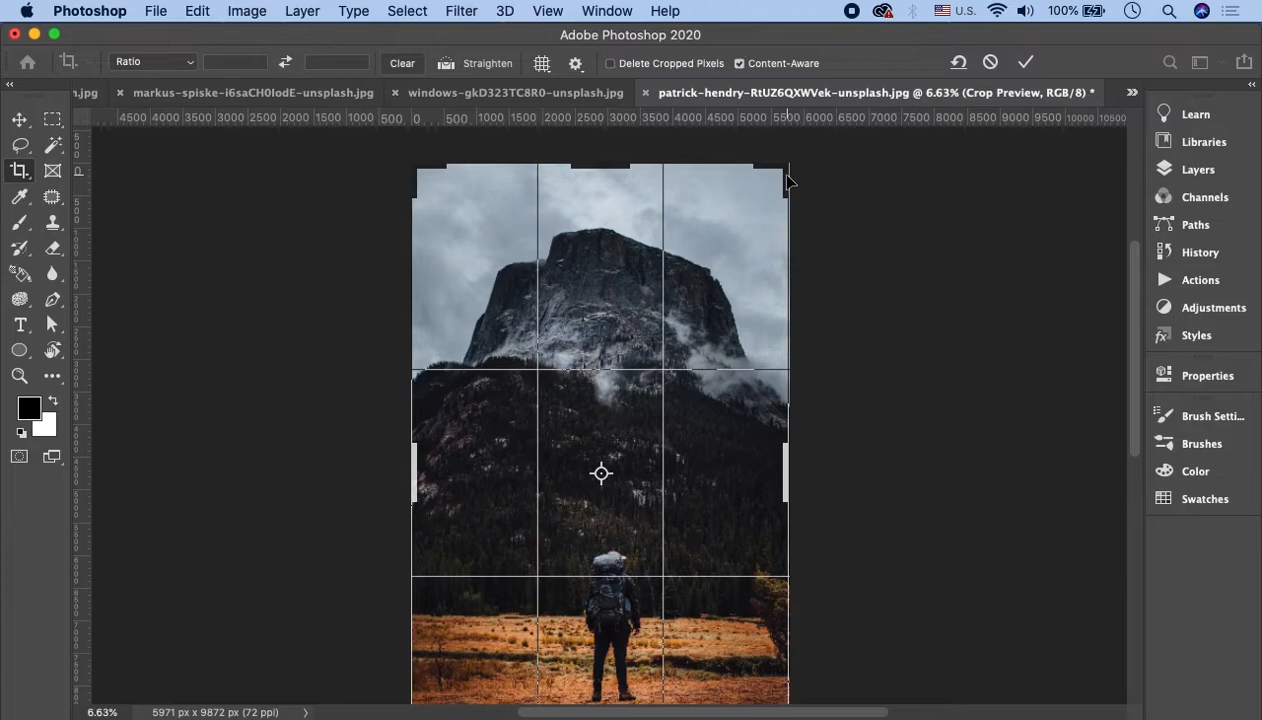 Photoshop File Edit Image Layer Type Select Filter 3D View Window Help U.S. 100%
Adobe Photoshop 2020
Ratio Clear Straighten Delete Cropped Pixels Content-Aware
nd.jpg markus-spiske-i6saCH0IodE-unsplash.jpg windows-gkD323TC8R0-unsplash.jpg patrick-hendry-RtUZ6QXWVek-unsplash.jpg @ 6.63% (Crop Preview, RGB/8) *
4500 4000 3500 3000 2500 2000 1500 1000 500 0 500 1000 1500 2000 2500 3000 3500 4000 4500 5000 5500 6000 6500 7000 7500 8000 8500 9000 9500 10000 10500
Learn
Libraries
Layers
Channels
Paths
History
Actions
Adjustments
Styles
Properties
Brush Setti...
Brushes
Color
Swatches
6.63% 5971 px x 9872 px (72 ppi)